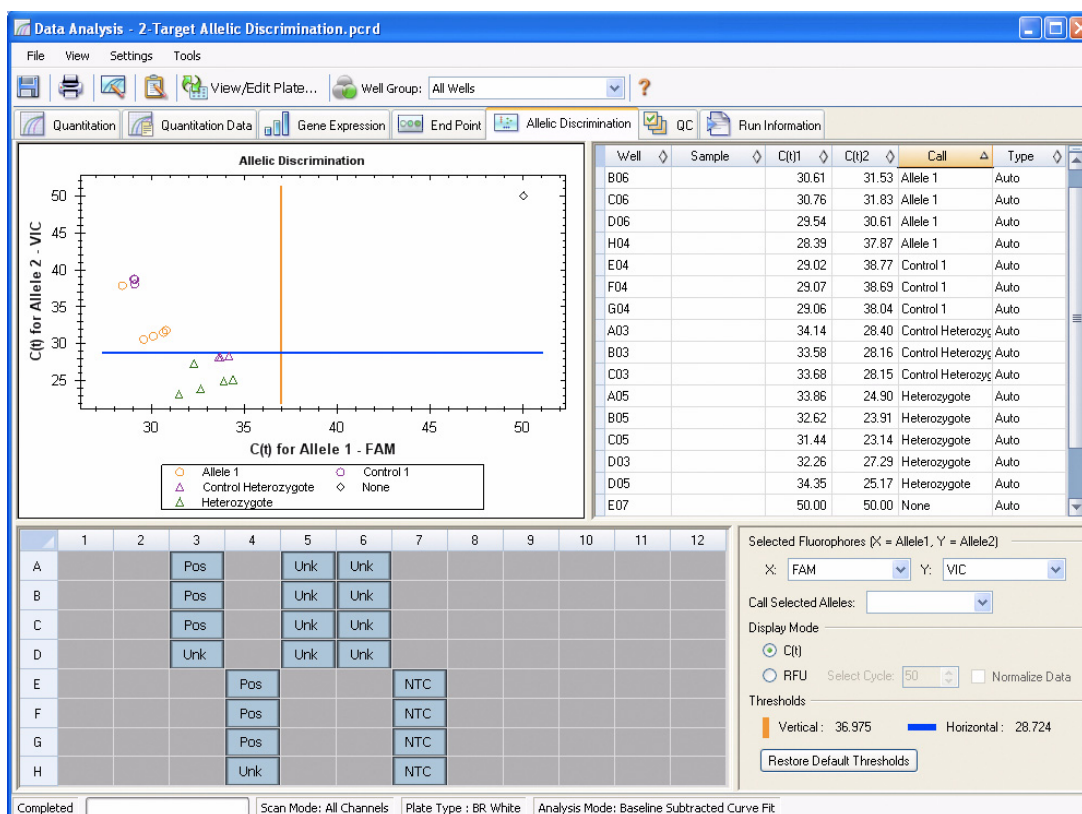 Data Analysis - 2-Target Allelic Discrimination.pcrd
File View Settings Tools
View/Edit Plate... Well Group: All Wells ?
Quantitation Quantitation Data Gene Expression End Point Allelic Discrimination QC Run Information
Allelic Discrimination
50
45
40
35
30
25
C(t) for Allele 2 - VIC
30 35 40 45 50
C(t) for Allele 1 - FAM
Allele 1 Control 1
Control Heterozygote None
Heterozygote
Well Sample C(t)1 C(t)2 Call Type
B06 30.61 31.53 Allele 1 Auto
C06 30.76 31.83 Allele 1 Auto
D06 29.54 30.61 Allele 1 Auto
H04 28.39 37.87 Allele 1 Auto
E04 29.02 38.77 Control 1 Auto
F04 29.07 38.69 Control 1 Auto
G04 29.06 38.04 Control 1 Auto
A03 34.14 28.40 Control Heterozyg Auto
B03 33.58 28.16 Control Heterozyg Auto
C03 33.68 28.15 Control Heterozyg Auto
A05 33.86 24.90 Heterozygote Auto
B05 32.62 23.91 Heterozygote Auto
C05 31.44 23.14 Heterozygote Auto
D03 32.26 27.29 Heterozygote Auto
D05 34.35 25.17 Heterozygote Auto
E07 50.00 50.00 None Auto
1 2 3 4 5 6 7 8 9 10 11 12
A Pos Unk Unk
B Pos Unk Unk
C Pos Unk Unk
D Unk Unk Unk
E Pos NTC
F Pos NTC
G Pos NTC
H Unk NTC
Selected Fluorophores (X = Allele1, Y = Allele2)
X: FAM Y: VIC
Call Selected Alleles:
Display Mode
C(t)
RFU Select Cycle: 50 Normalize Data
Thresholds
Vertical : 36.975 Horizontal : 28.724
Restore Default Thresholds
Completed Scan Mode: All Channels Plate Type : BR White Analysis Mode: Baseline Subtracted Curve Fit